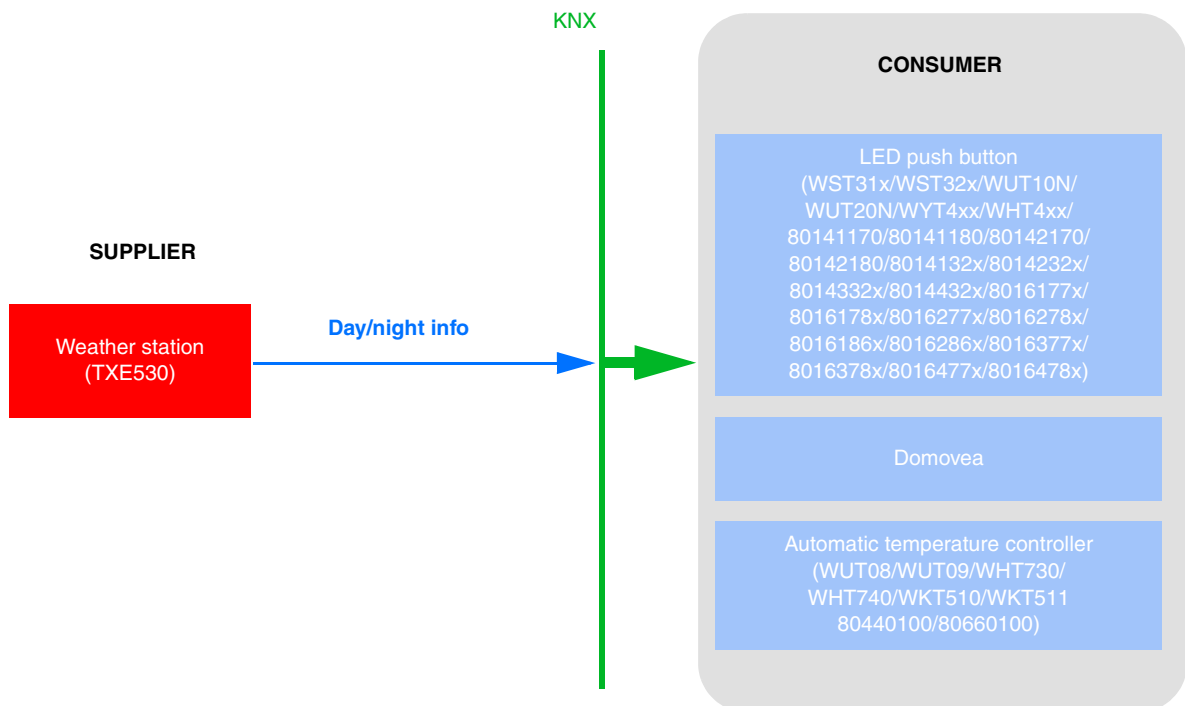 KNX
CONSUMER
LED push button
(WST31x/WST32x/WUT10N/
WUT20N/WYT4xx/WHT4xx/
80141170/80141180/80142170/
80142180/8014132x/8014232x/
8014332x/8014432x/8016177x/
8016178x/8016277x/8016278x/
8016186x/8016286x/8016377x/
8016378x/8016477x/8016478x)
SUPPLIER
Weather station
(TXE530)
Day/night info
Domovea
Automatic temperature controller
(WUT08/WUT09/WHT730/
WHT740/WKT510/WKT511
80440100/80660100)